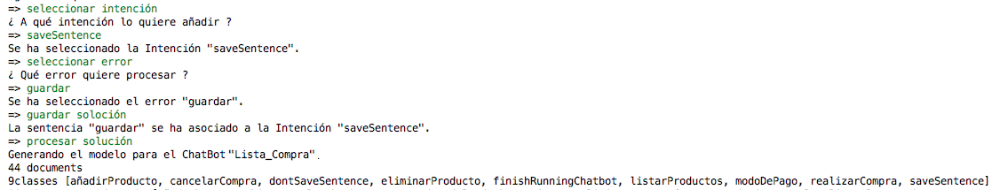 => seleccionar intención
¿ A qué intención lo quiere añadir ?
=> saveSentence
Se ha seleccionado la Intención "saveSentence".
=> seleccionar error
¿ Qué error quiere procesar ?
=> guardar
Se ha seleccionado el error "guardar".
=> guardar soloción
La sentencia "guardar" se ha asociado a la Intención "saveSentence".
=> procesar solución
Generando el modelo para el ChatBot "Lista_Compra".
44 documents
9classes [añadirProducto, cancelarCompra, dontSaveSentence, eliminarProducto, finishRunningChatbot, listarProductos, modoDePago, realizarCompra, saveSentence]